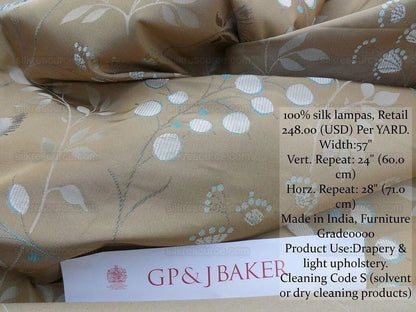 100% silk lampas, Retail
248.00 (USD) Per YARD.
Width:57"
Vert. Repeat: 24" (60.0
cm)
Horz. Repeat: 28" (71.0
cm)
Made in India, Furniture
Grade0000
Product Use:Drapery &
light upholstery.
Cleaning Code S (solvent
or dry cleaning products)
GP & J BAKER
silkresource.com